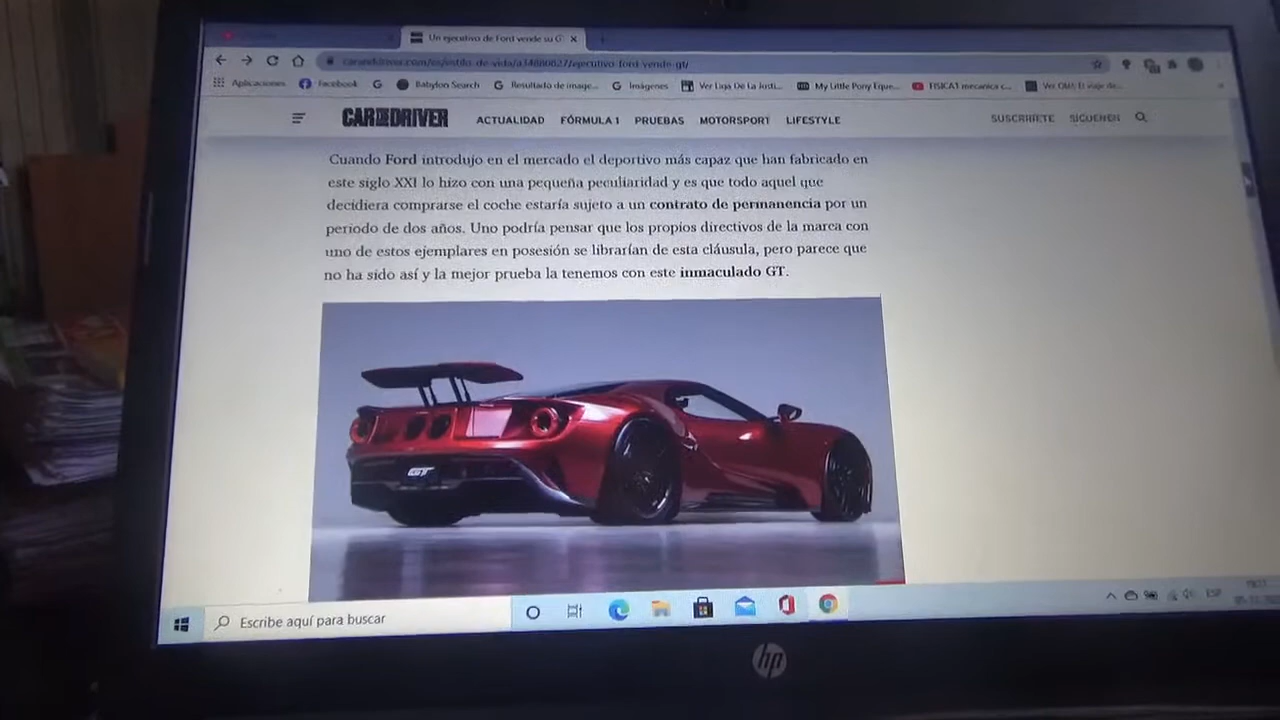 Un ejecutivo de Ford vende su G
Aplicaciones Facebook G Babylon Search Resultado de image... Imágenes Ver Liga De La Justi... My Little Pony Eque... FISICA1 mecanica c...
CAR AND DRIVER ACTUALIDAD FÓRMULA 1 PRUEBAS MOTORSPORT LIFESTYLE SUSCRÍBETE SÍGUENOS
Cuando Ford introdujo en el mercado el deportivo más capaz que han fabricado en
este siglo XXI lo hizo con una pequeña peculiaridad y es que todo aquel que
decidiera comprarse el coche estaría sujeto a un contrato de permanencia por un
periodo de dos años. Uno podría pensar que los propios directivos de la marca con
uno de estos ejemplares en posesión se librarían de esta cláusula, pero parece que
no ha sido así y la mejor prueba la tenemos con este inmaculado GT.
GT
Escribe aquí para buscar
ESP
hp